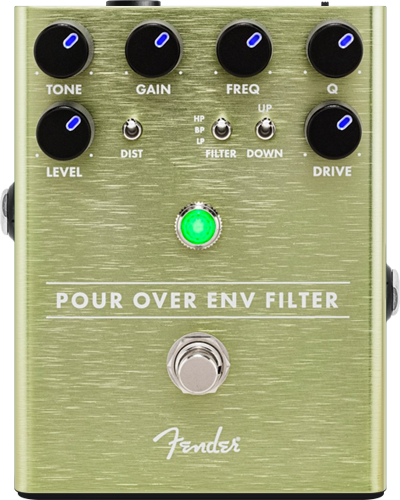 TONE GAIN FREQ Q
UP
HP
BP
LP
LEVEL DIST FILTER DOWN DRIVE
POUR OVER ENV FILTER
Fender